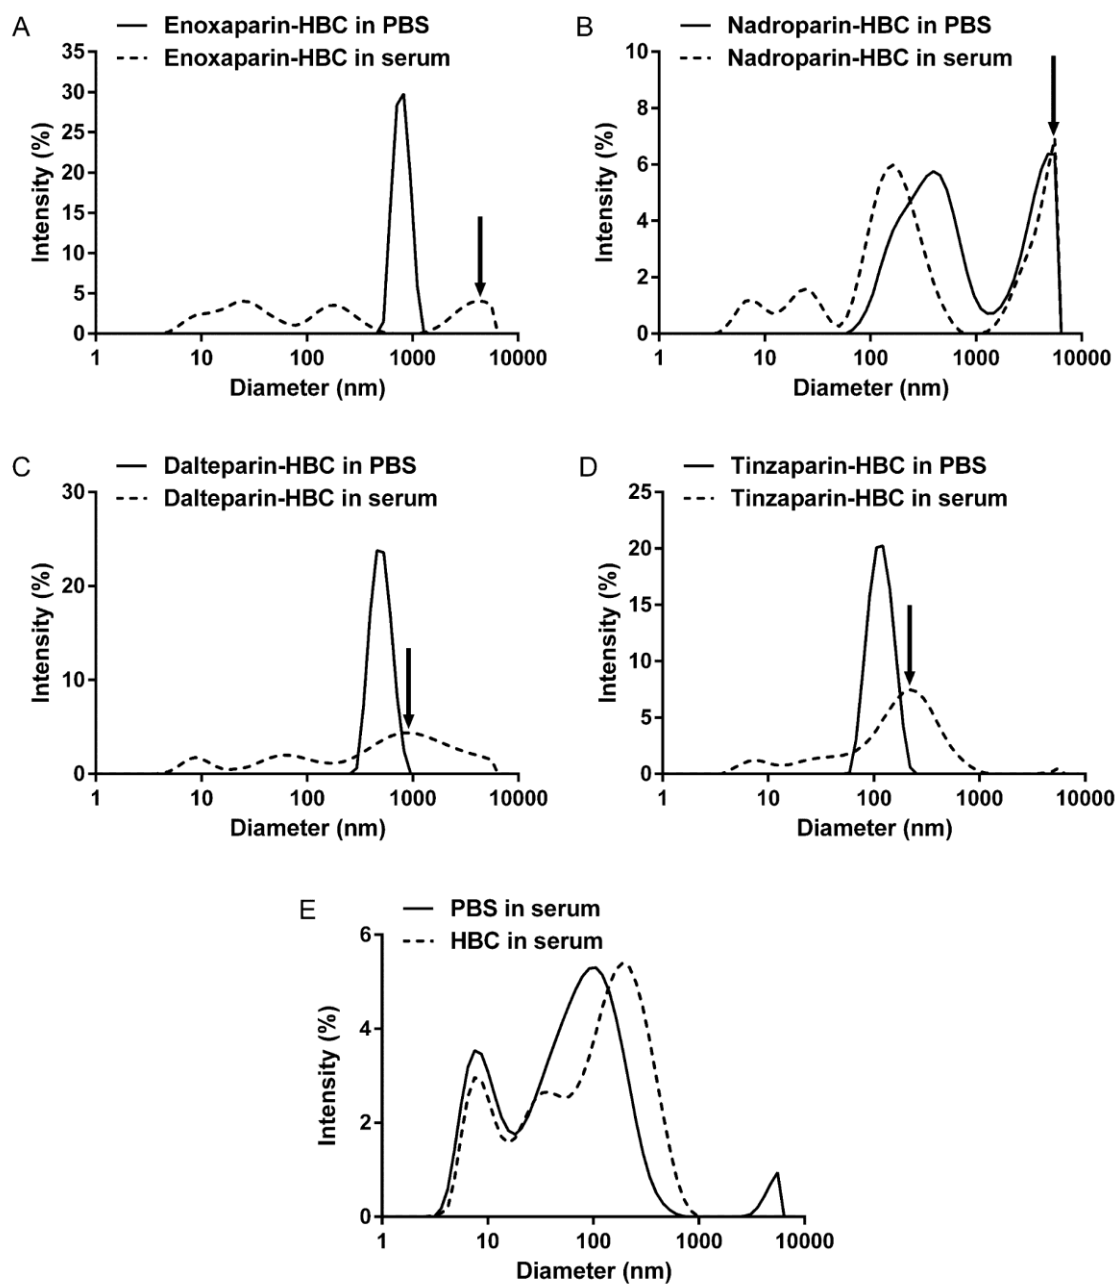 A
Enoxaparin-HBC in PBS
Enoxaparin-HBC in serum
35
30
25
20
15
10
5
0
Intensity (%)
1 10 100 1000 10000
Diameter (nm)
B
Nadroparin-HBC in PBS
Nadroparin-HBC in serum
10
8
6
4
2
0
Intensity (%)
1 10 100 1000 10000
Diameter (nm)
C
Dalteparin-HBC in PBS
Dalteparin-HBC in serum
30
20
10
0
Intensity (%)
1 10 100 1000 10000
Diameter (nm)
D
Tinzaparin-HBC in PBS
Tinzaparin-HBC in serum
25
20
15
10
5
0
Intensity (%)
1 10 100 1000 10000
Diameter (nm)
E
PBS in serum
HBC in serum
6
4
2
0
Intensity (%)
1 10 100 1000 10000
Diameter (nm)